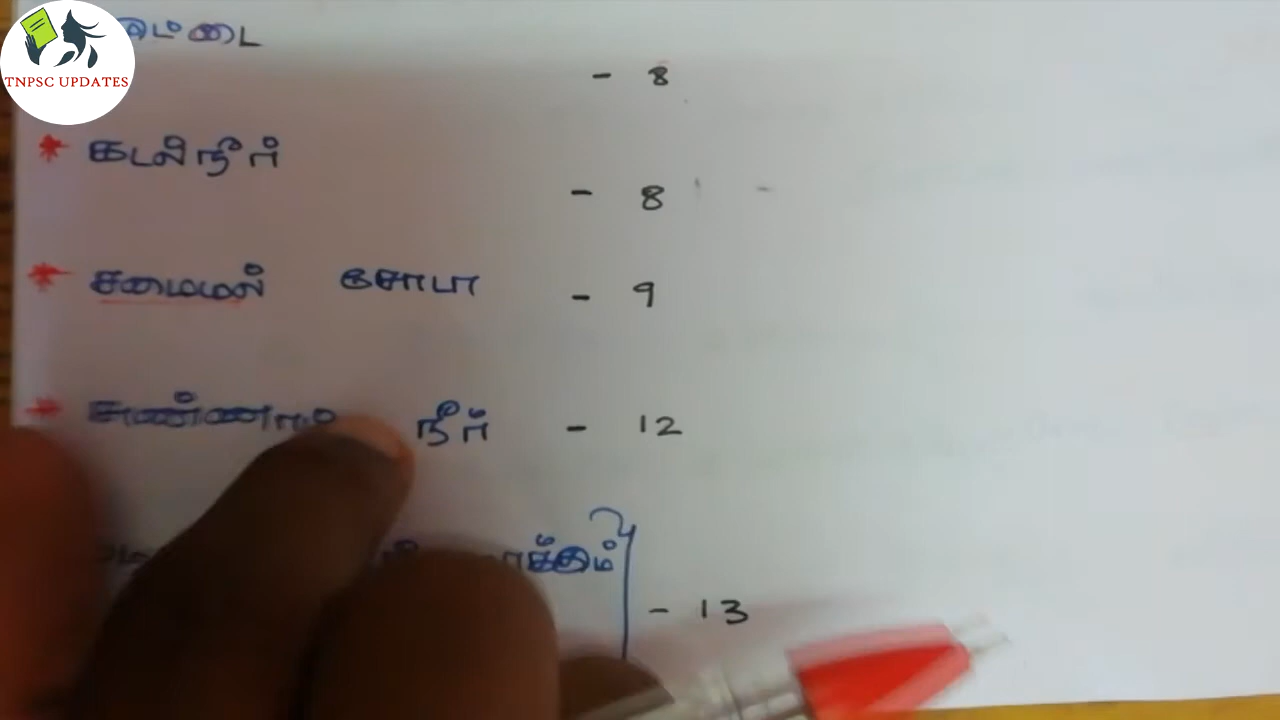 TNPSC UPDATES
- 8
* கடல்நீர்
- 8
* சமையல் சோடா - 9
* சுண்ணாம்பு நீர் - 12
- 13